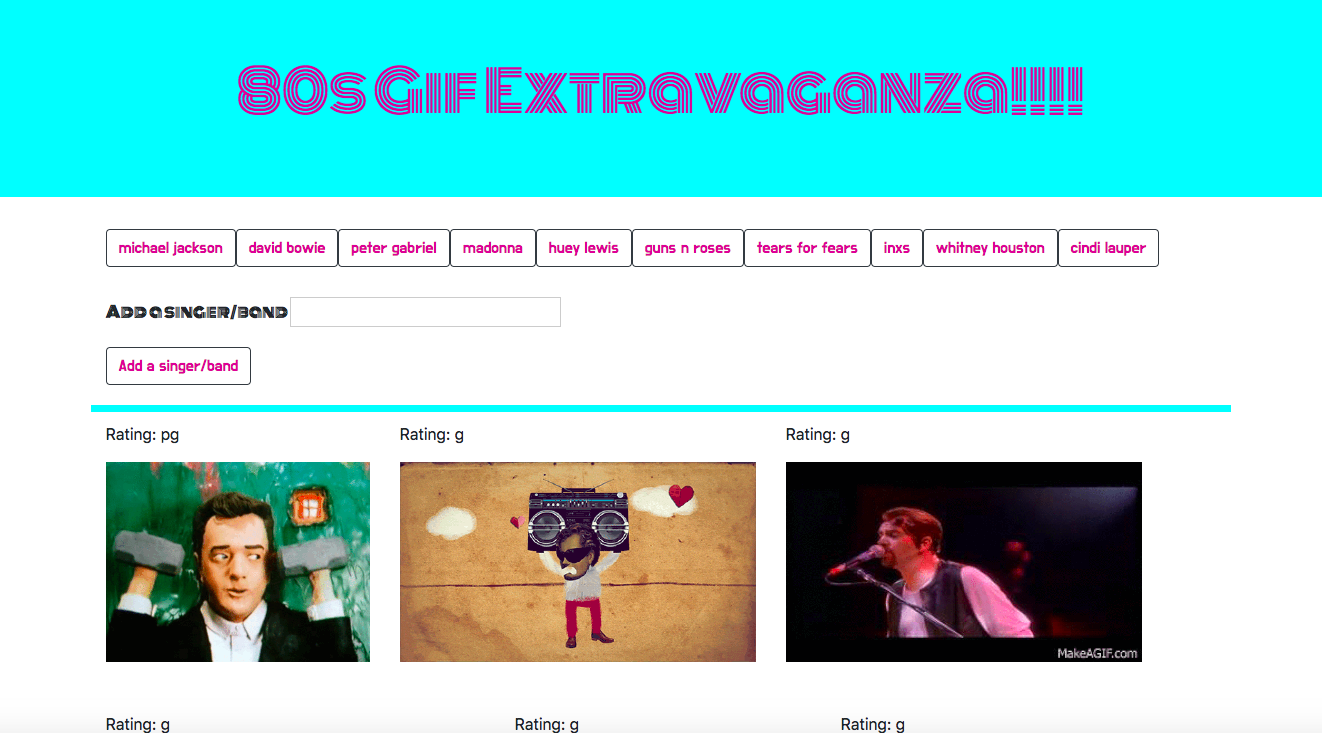 80s Gif Extravaganza!!!!
michael jackson david bowie peter gabriel madonna huey lewis guns n roses tears for fears inxs whitney houston cindi lauper
Add a singer/band
Add a singer/band
Rating: pg Rating: g Rating: g
MakeAGIF.com
Rating: g Rating: g Rating: g